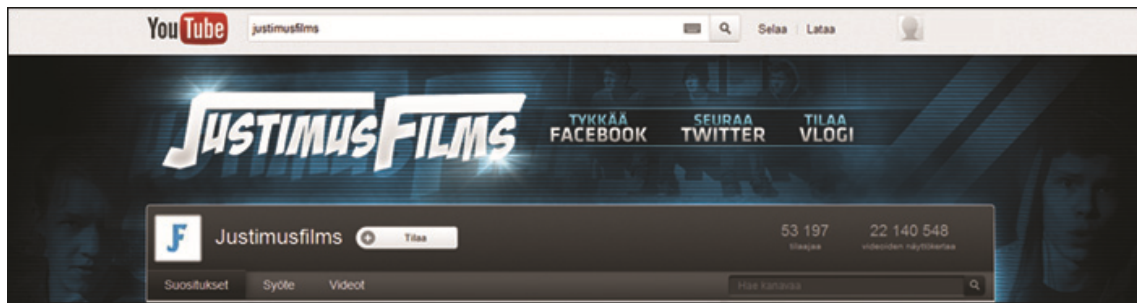 YouTube justimusfilms Selaa Lataa
JUSTIMUSFILMS
TYKKÄÄ SEURAA TILAA
FACEBOOK TWITTER VLOGI
JF Justimusfilms Tilaa 53 197 22 140 548
tilaajaa videoiden näyttökertaa
Suositukset Syöte Videot Hae kanavaa